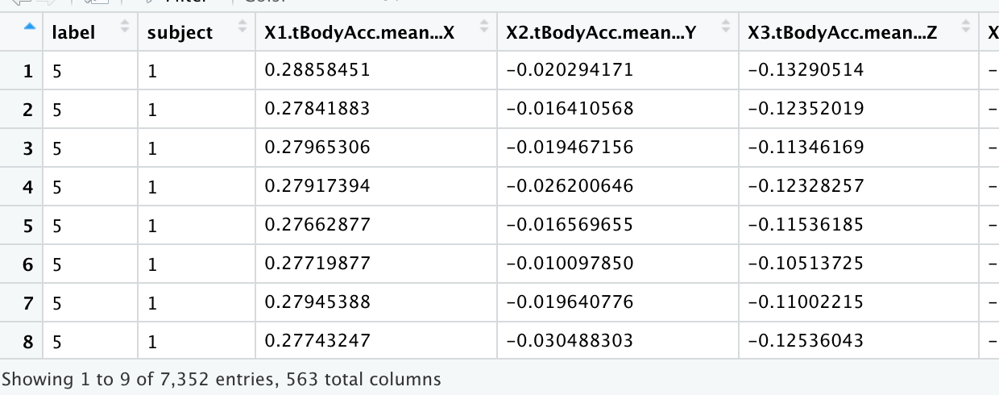 label subject X1.tBodyAcc.mean...X X2.tBodyAcc.mean...Y X3.tBodyAcc.mean...Z X
1 5 1 0.28858451 −0.020294171 −0.13290514 −
2 5 1 0.27841883 −0.016410568 −0.12352019 −
3 5 1 0.27965306 −0.019467156 −0.11346169 −
4 5 1 0.27917394 −0.026200646 −0.12328257 −
5 5 1 0.27662877 −0.016569655 −0.11536185 −
6 5 1 0.27719877 −0.010097850 −0.10513725 −
7 5 1 0.27945388 −0.019640776 −0.11002215 −
8 5 1 0.27743247 −0.030488303 −0.12536043 −
Showing 1 to 9 of 7,352 entries, 563 total columns